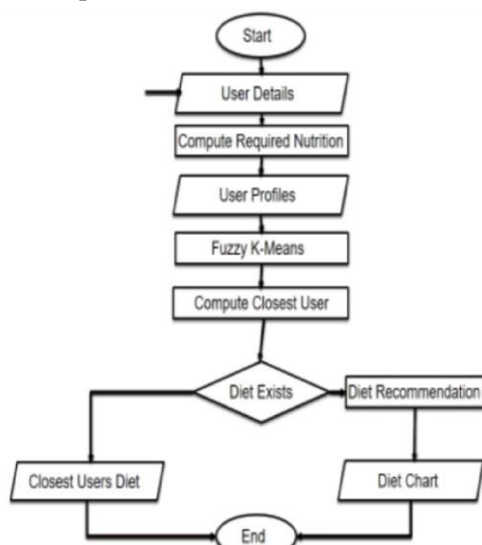 Start
User Details
Compute Required Nutrition
User Profiles
Fuzzy K-Means
Compute Closest User
Diet Exists
Diet Recommendation
Closest Users Diet
Diet Chart
End